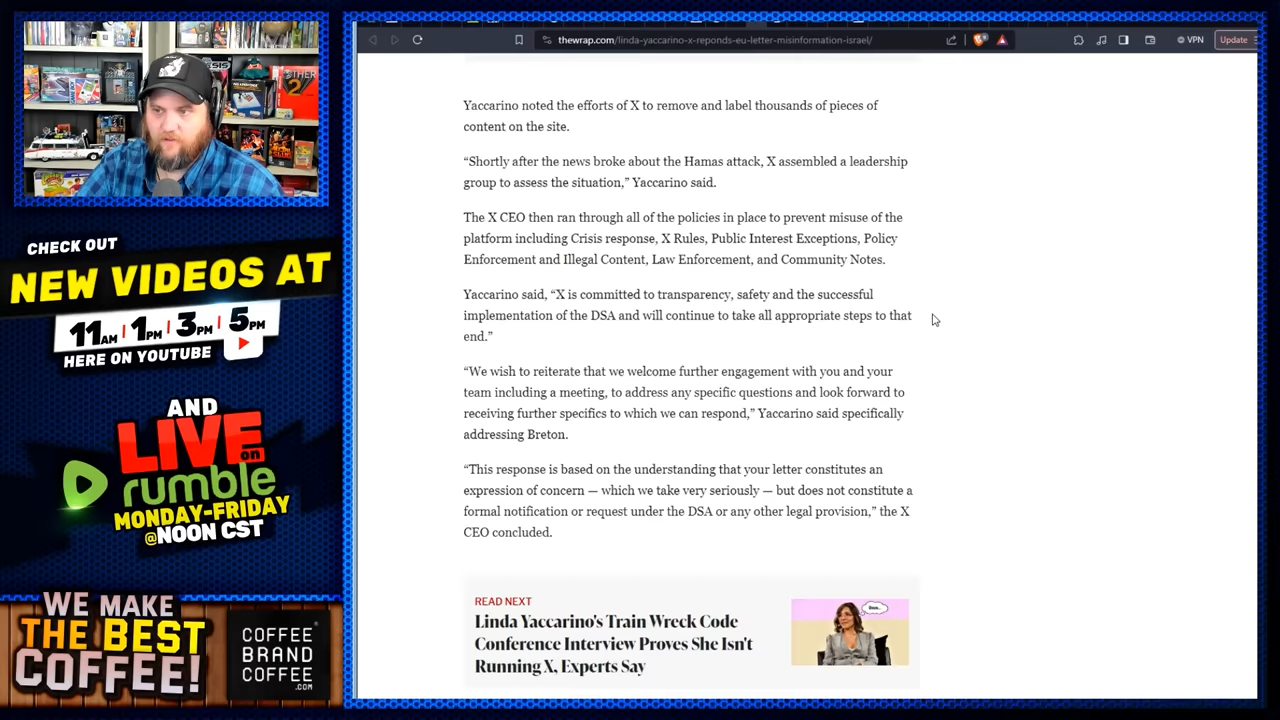 CHECK OUT
NEW VIDEOS AT
11AM | 1PM | 3PM | 5PM
HERE ON YOUTUBE
AND
LIVE on
rumble
MONDAY-FRIDAY
@NOON CST
WE MAKE
THE BEST
COFFEE!
COFFEE
BRAND
COFFEE
.COM
thewrap.com/linda-yaccarino-x-reponds-eu-letter-misinformation-israel/
VPN
Update
Yaccarino noted the efforts of X to remove and label thousands of pieces of
content on the site.
“Shortly after the news broke about the Hamas attack, X assembled a leadership
group to assess the situation,” Yaccarino said.
The X CEO then ran through all of the policies in place to prevent misuse of the
platform including Crisis response, X Rules, Public Interest Exceptions, Policy
Enforcement and Illegal Content, Law Enforcement, and Community Notes.
Yaccarino said, “X is committed to transparency, safety and the successful
implementation of the DSA and will continue to take all appropriate steps to that
end.”
“We wish to reiterate that we welcome further engagement with you and your
team including a meeting, to address any specific questions and look forward to
receiving further specifics to which we can respond,” Yaccarino said specifically
addressing Breton.
“This response is based on the understanding that your letter constitutes an
expression of concern — which we take very seriously — but does not constitute a
formal notification or request under the DSA or any other legal provision,” the X
CEO concluded.
READ NEXT
Linda Yaccarino's Train Wreck Code
Conference Interview Proves She Isn't
Running X, Experts Say